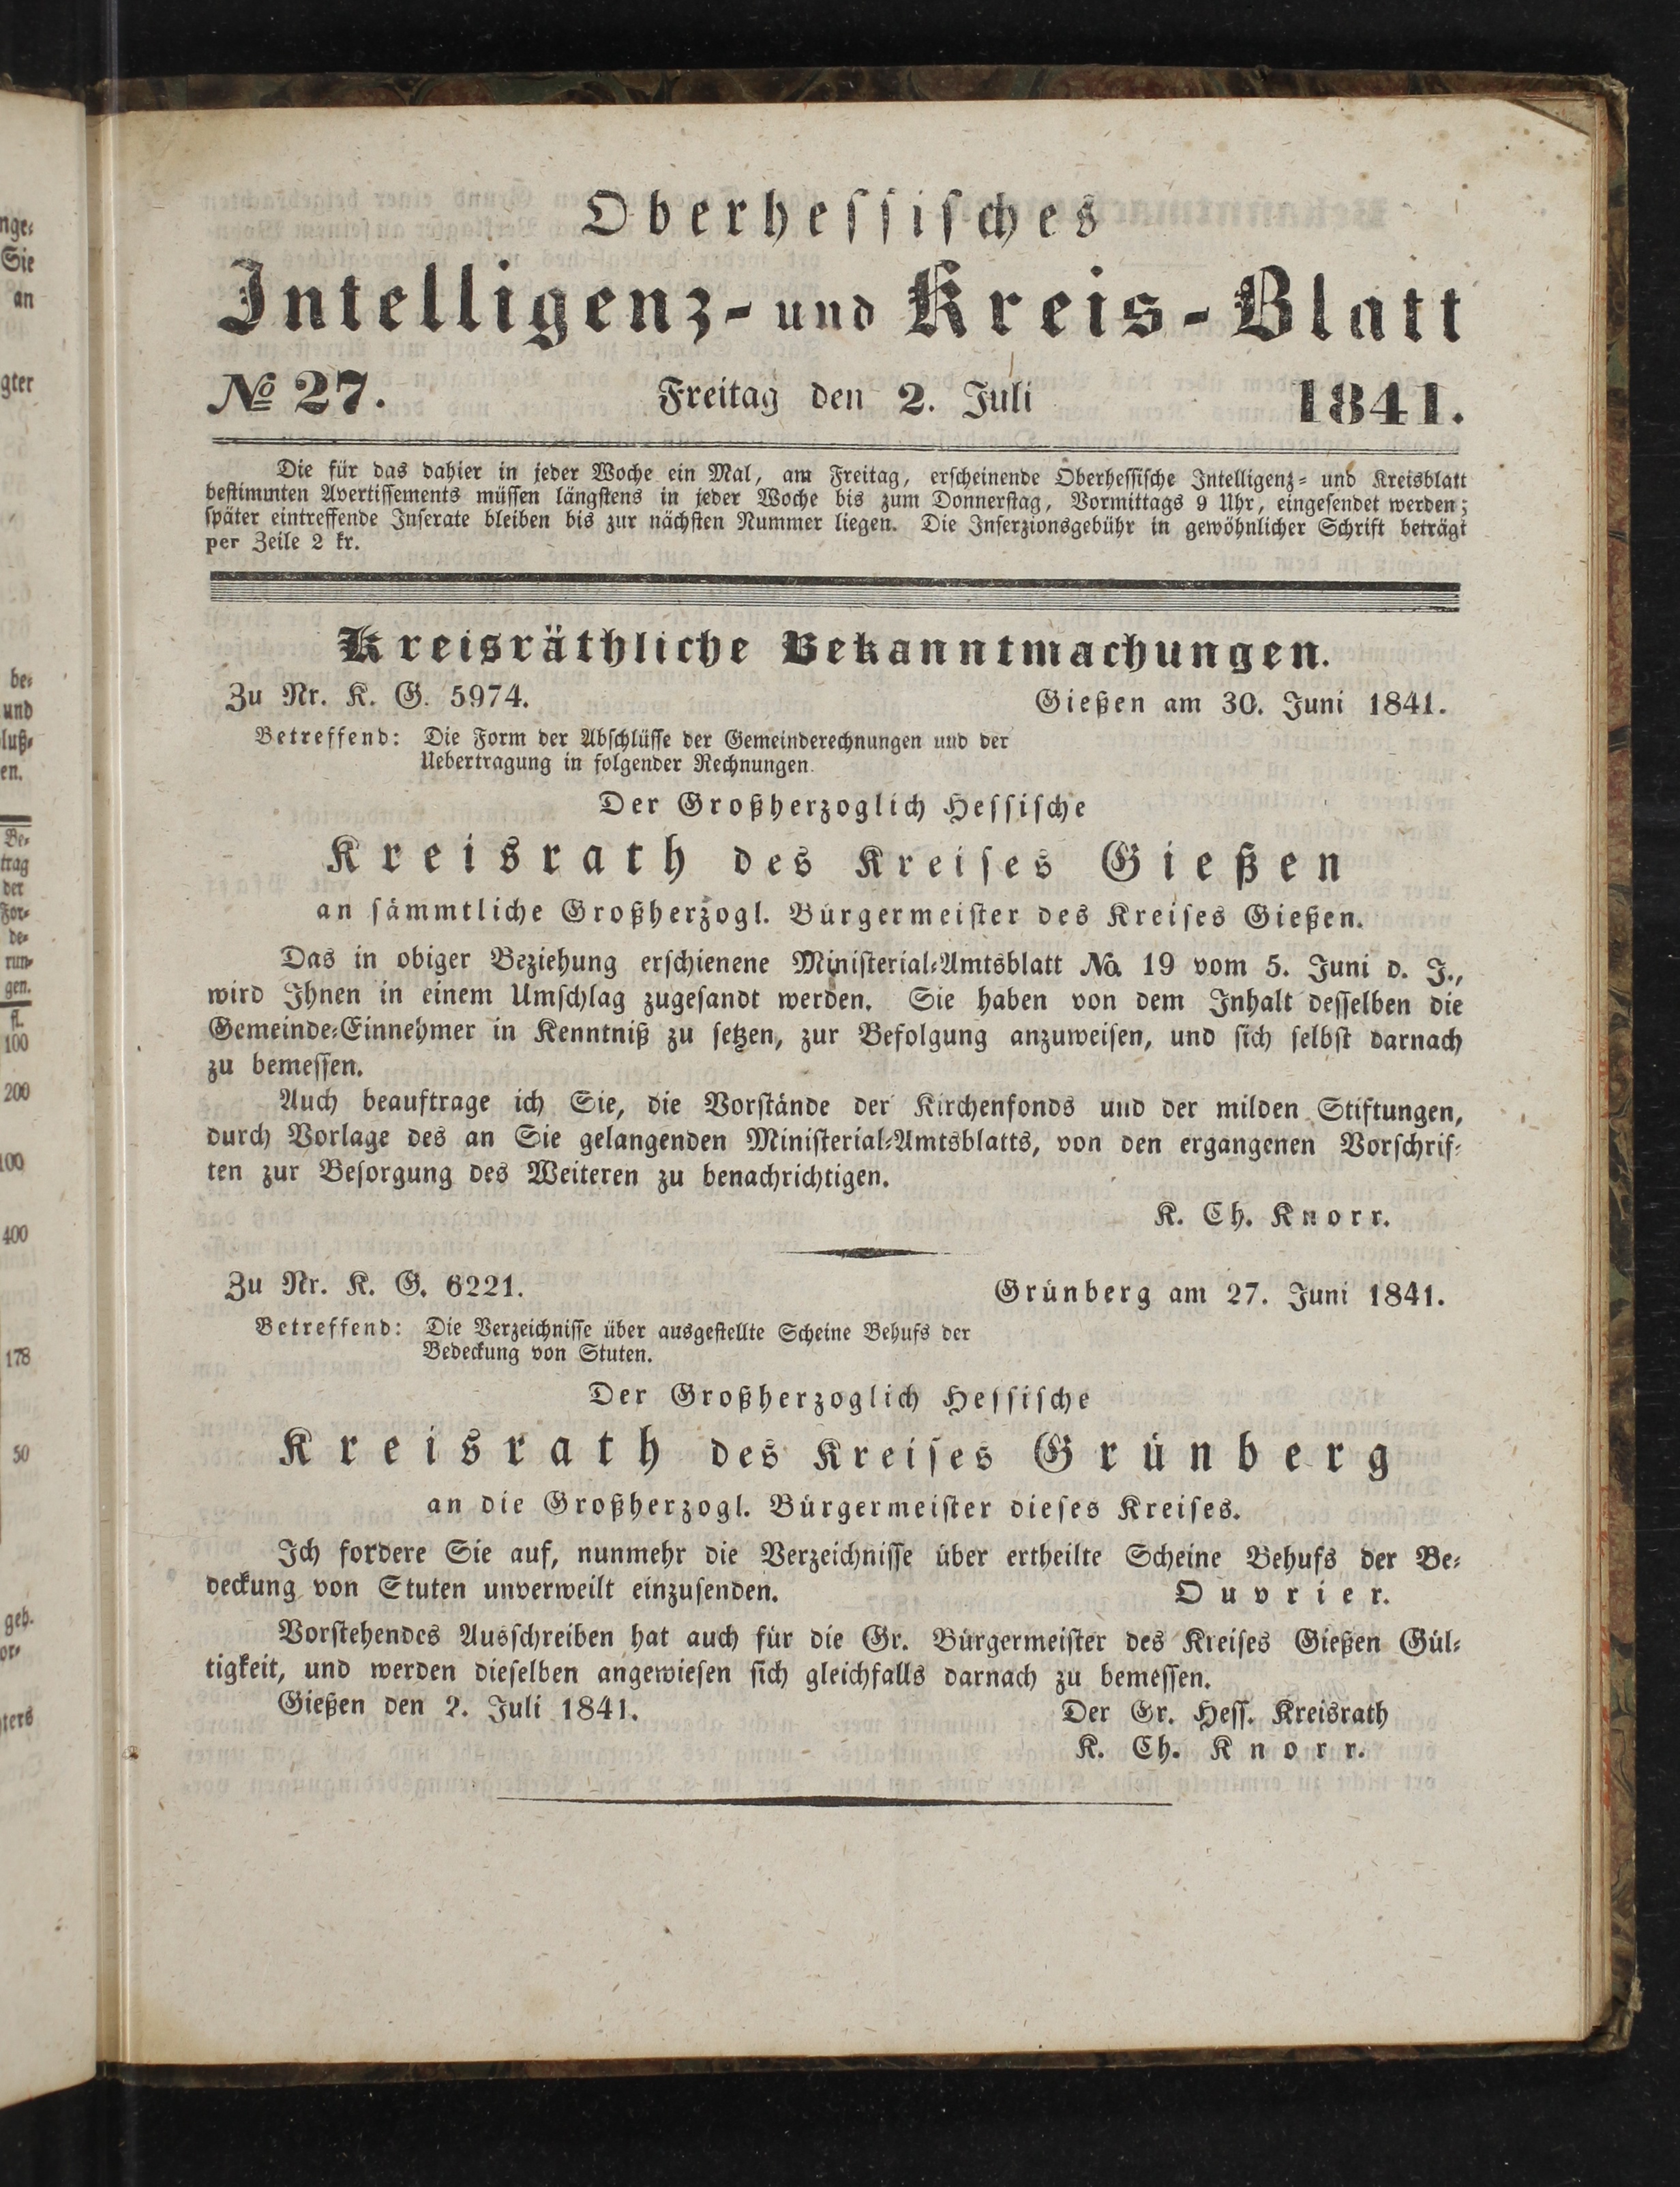 Oberhessisches
Intelligenz- und Kreis-Blatt
№ 27. Freitag den 2. Juli 1841.
Die für das dahier in jeder Woche ein Mal, am Freitag, erscheinende Oberhessische Intelligenz- und Kreisblatt
bestimmten Avertissements müssen längstens in jeder Woche bis zum Donnerstag, Vormittags 9 Uhr, eingesendet werden;
später eintreffende Inserate bleiben bis zur nächsten Nummer liegen. Die Inserzionsgebühr in gewöhnlicher Schrift beträgt
per Zeile 2 kr.
Kreisräthliche Bekanntmachungen.
Zu Nr. K. G. 5974. Gießen am 30. Juni 1841.
Betreffend: Die Form der Abschlüsse der Gemeinderechnungen und der
Uebertragung in folgender Rechnungen.
Der Großherzoglich Hessische
Kreisrath des Kreises Gießen
an sämmtliche Großherzogl. Bürgermeister des Kreises Gießen.
Das in obiger Beziehung erschienene Ministerial-Amtsblatt No. 19 vom 5. Juni d. J.,
wird Ihnen in einem Umschlag zugesandt werden. Sie haben von dem Inhalt desselben die
Gemeinde-Einnehmer in Kenntniß zu setzen, zur Befolgung anzuweisen, und sich selbst darnach
zu bemessen.
Auch beauftrage ich Sie, die Vorstände der Kirchenfonds und der milden Stiftungen,
durch Vorlage des an Sie gelangenden Ministerial-Amtsblatts, von den ergangenen Vorschrif-
ten zur Besorgung des Weiteren zu benachrichtigen.
K. Ch. Knorr.
Zu Nr. K. G. 6221. Grünberg am 27. Juni 1841.
Betreffend: Die Verzeichnisse über ausgestellte Scheine Behufs der
Bedeckung von Stuten.
Der Großherzoglich Hessische
Kreisrath des Kreises Grünberg
an die Großherzogl. Bürgermeister dieses Kreises.
Ich fordere Sie auf, nunmehr die Verzeichnisse über ertheilte Scheine Behufs der Be-
deckung von Stuten unverweilt einzusenden. Ouvrier.
Vorstehendes Ausschreiben hat auch für die Gr. Bürgermeister des Kreises Gießen Gül-
tigkeit, und werden dieselben angewiesen sich gleichfalls darnach zu bemessen.
Gießen den 2. Juli 1841. Der Gr. Hess. Kreisrath
K. Ch. Knorr.